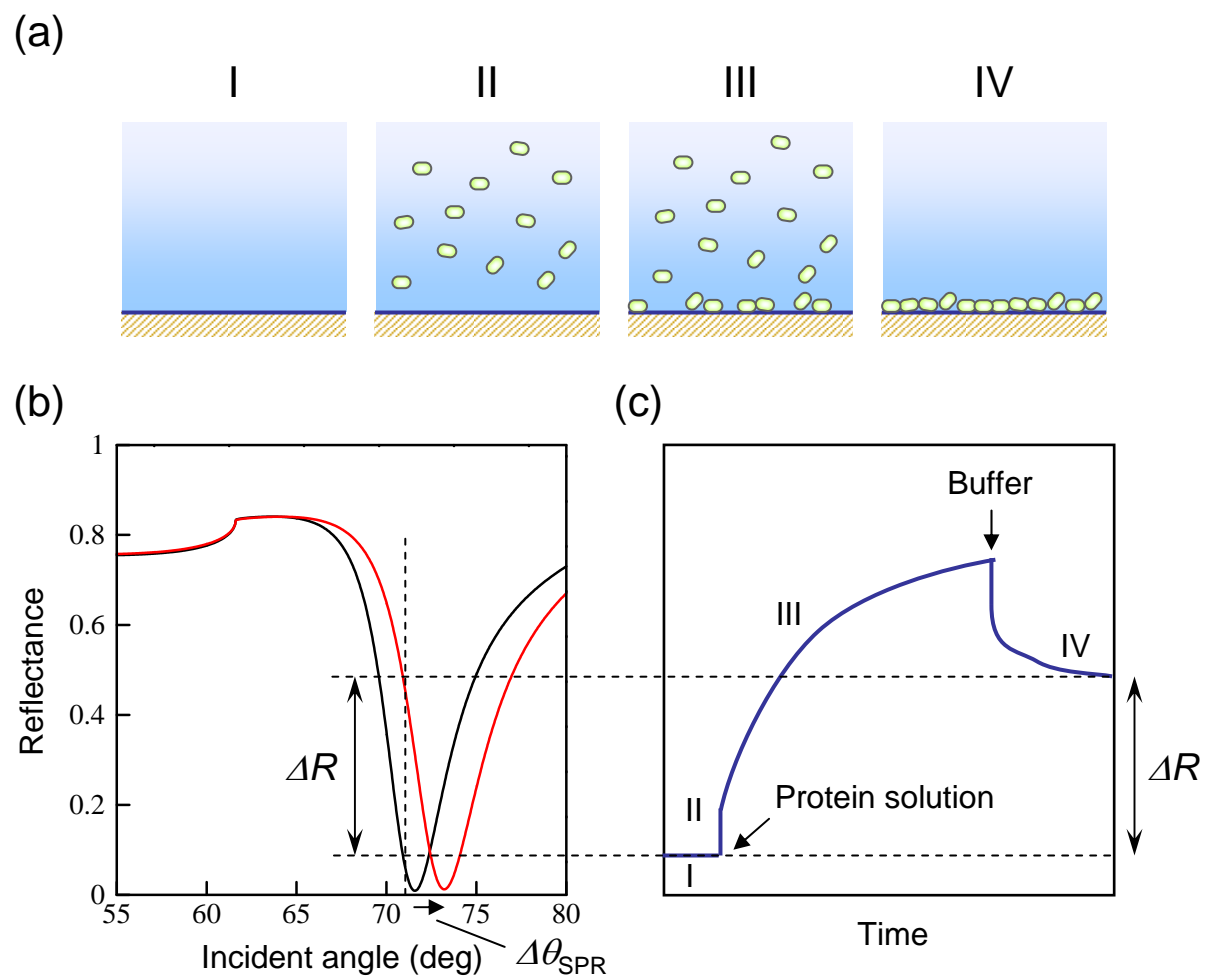 (a)
I II III IV
(b)
(c)
1
0.8
0.6
0.4
0.2
0
Reflectance
ΔR
55 60 65 70 75 80
Incident angle (deg)
ΔθSPR
Buffer
III
IV
II
Protein solution
I
ΔR
Time